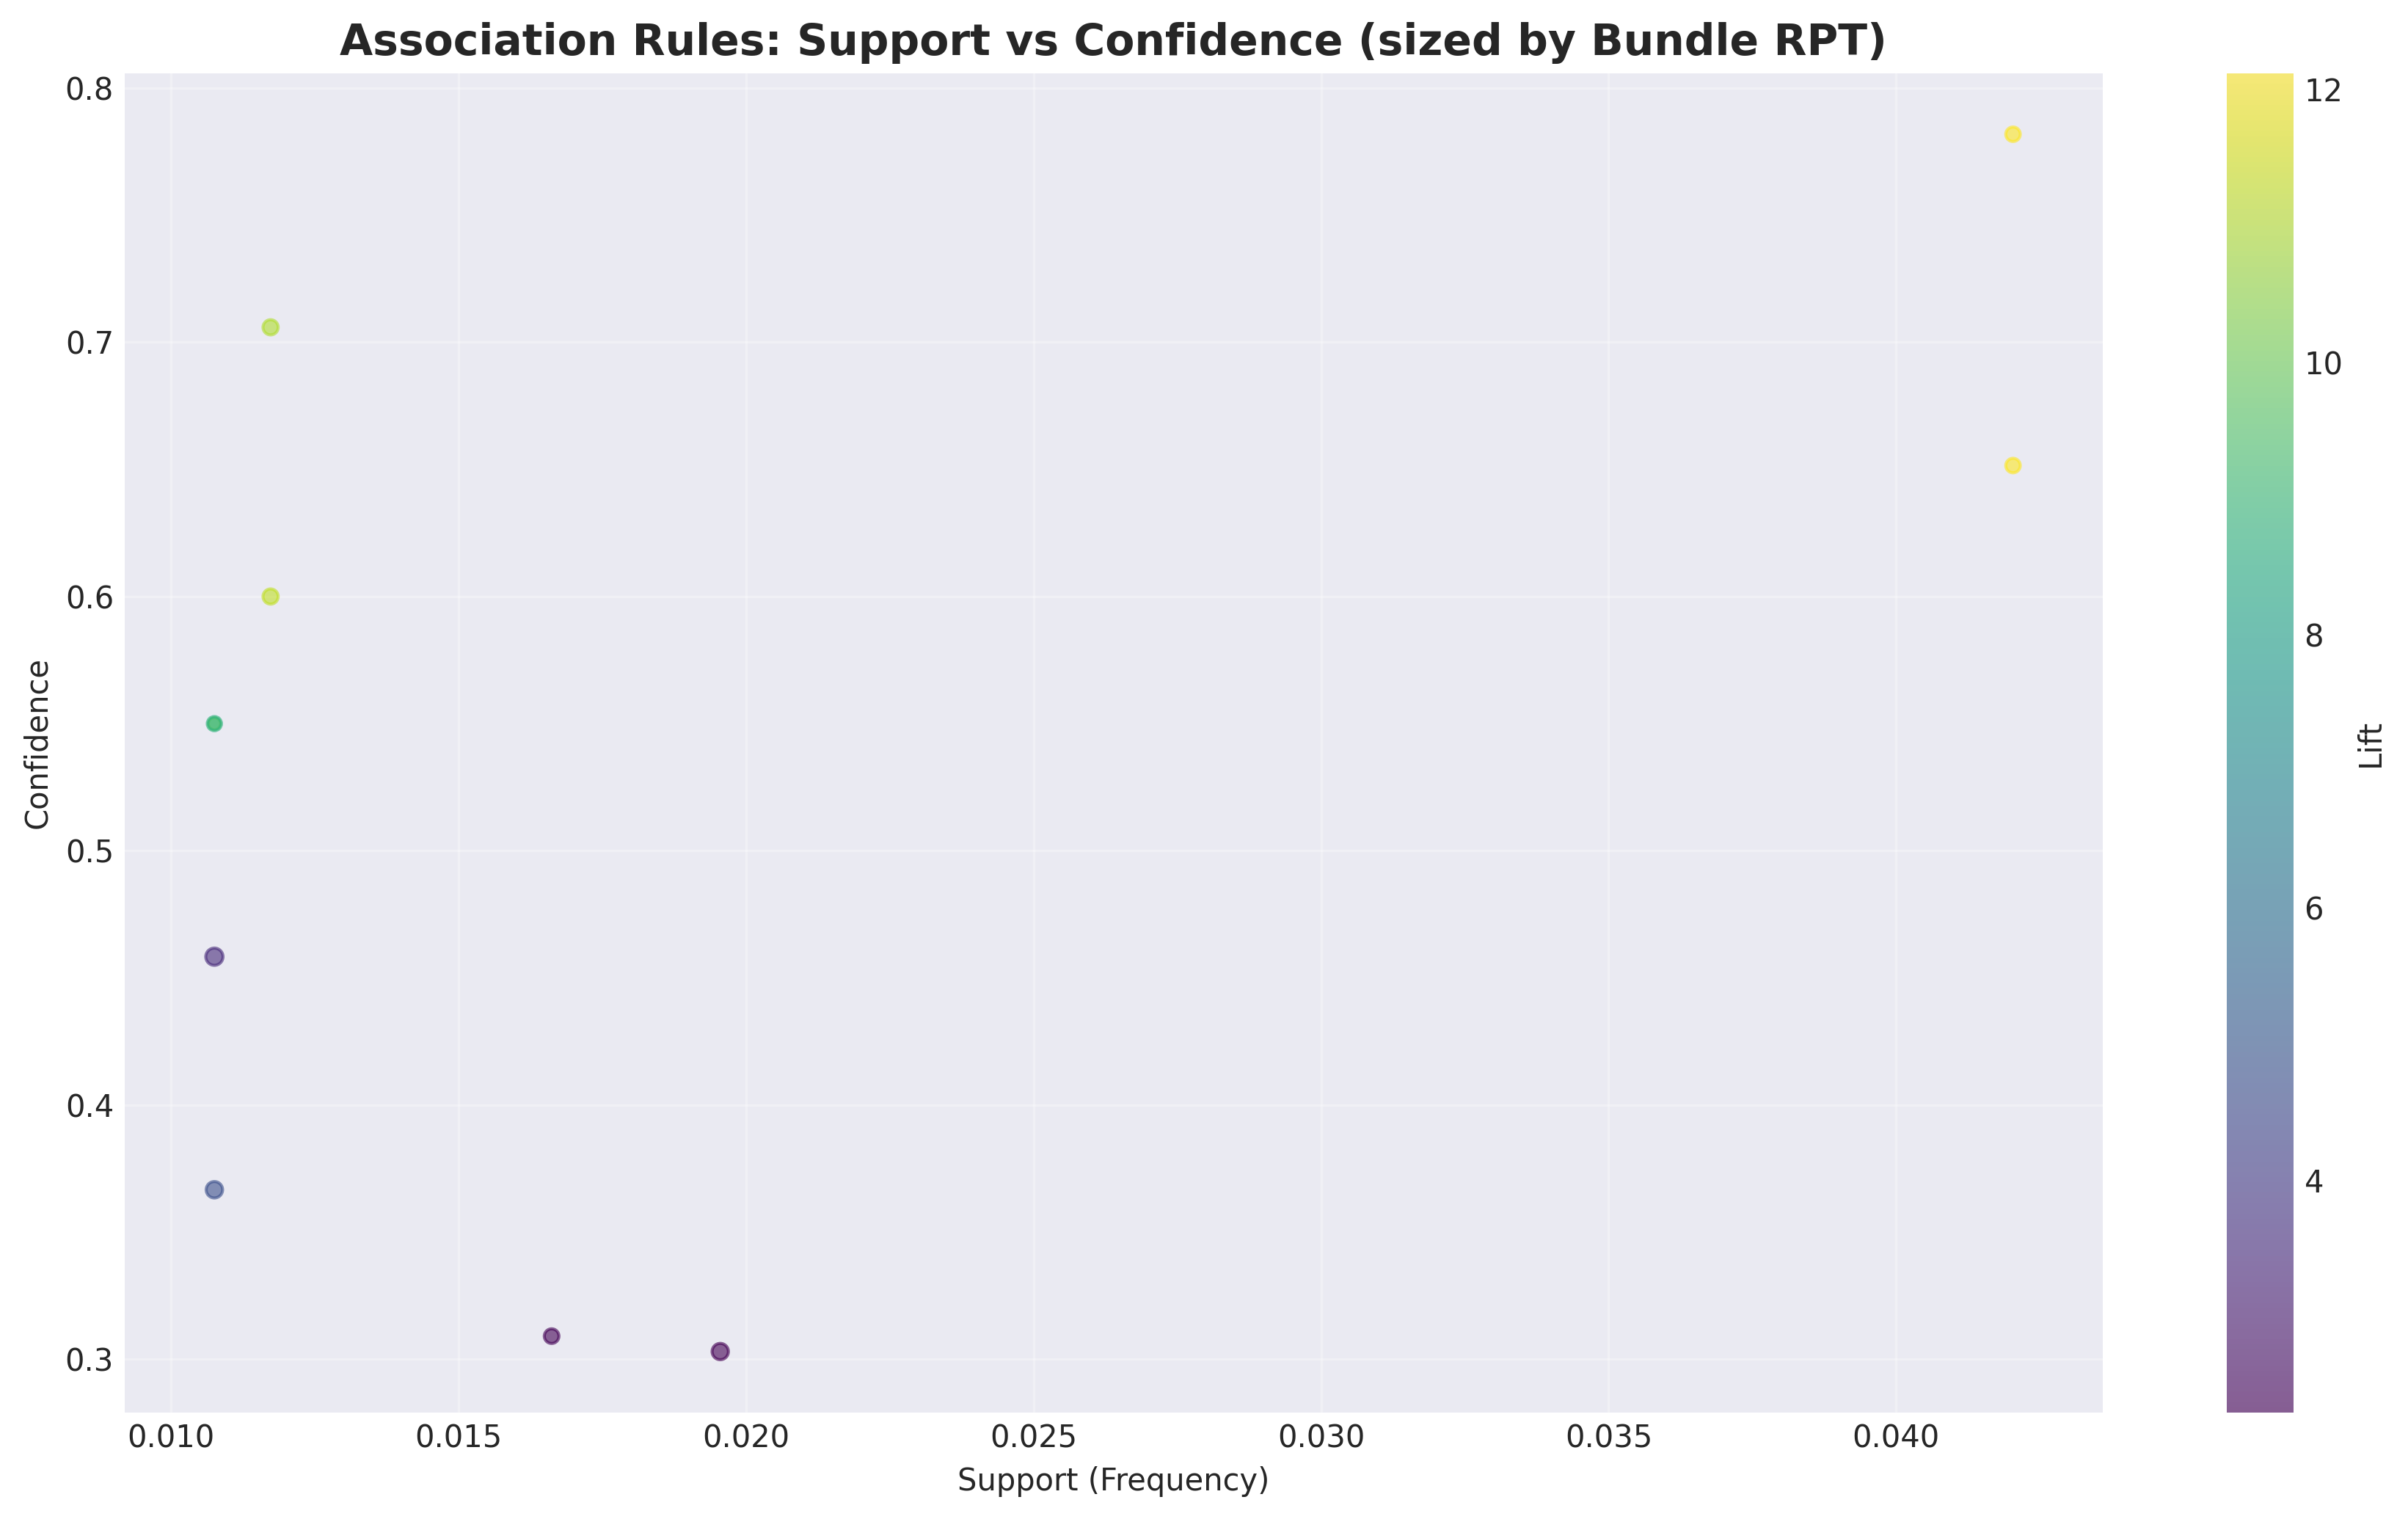 Association Rules: Support vs Confidence (sized by Bundle RPT)
0.8
0.7
0.6
0.5
0.4
0.3
Confidence
0.010 0.015 0.020 0.025 0.030 0.035 0.040
Support (Frequency)
12
10
8
6
4
Lift